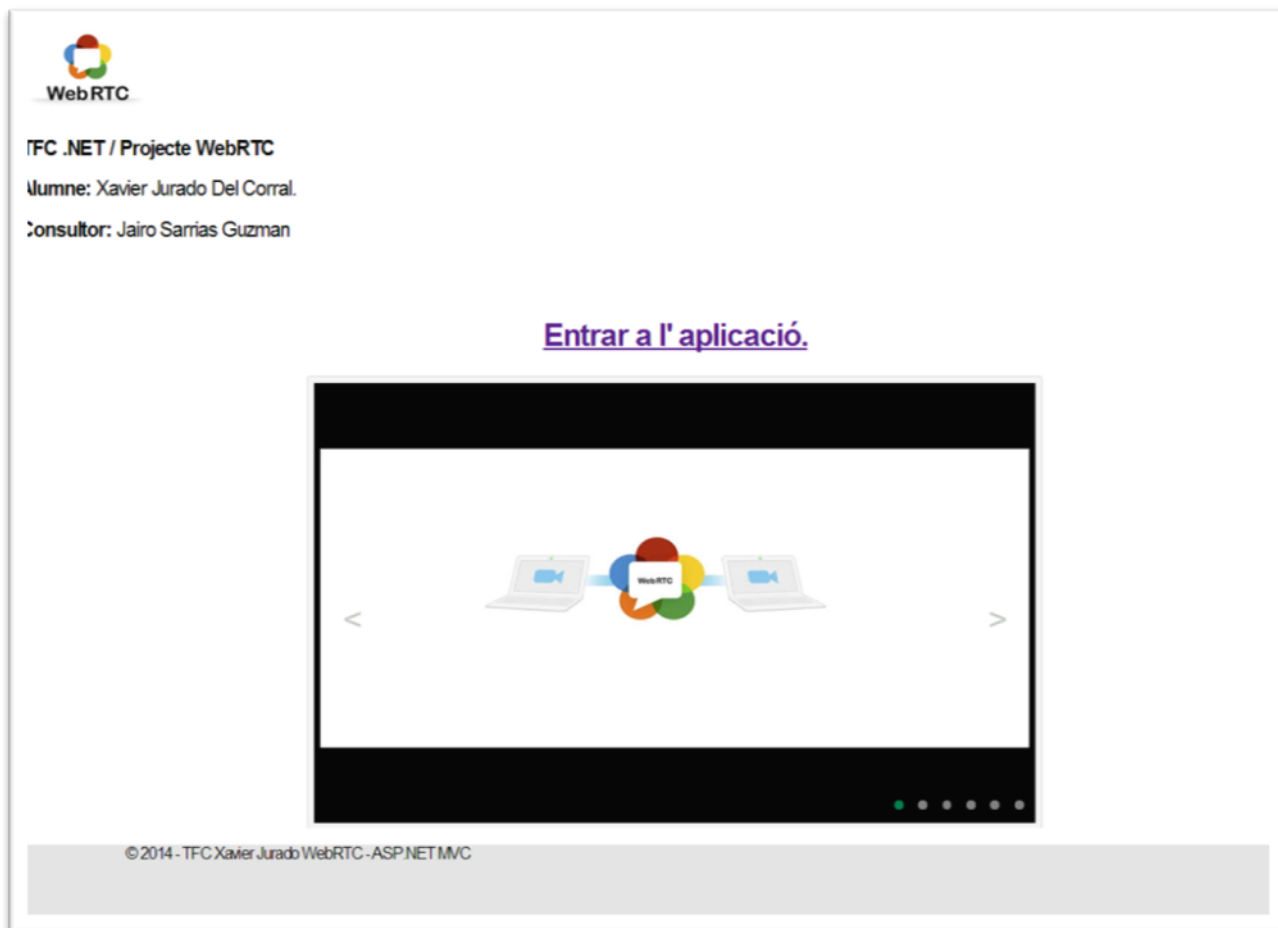 WebRTC
TFC .NET / Projecte WebRTC
Alumne: Xavier Jurado Del Corral.
Consultor: Jairo Sarrias Guzman
Entrar a l' aplicació.
WebRTC
< >
© 2014 - TFC Xavier Jurado WebRTC - ASP.NET MVC